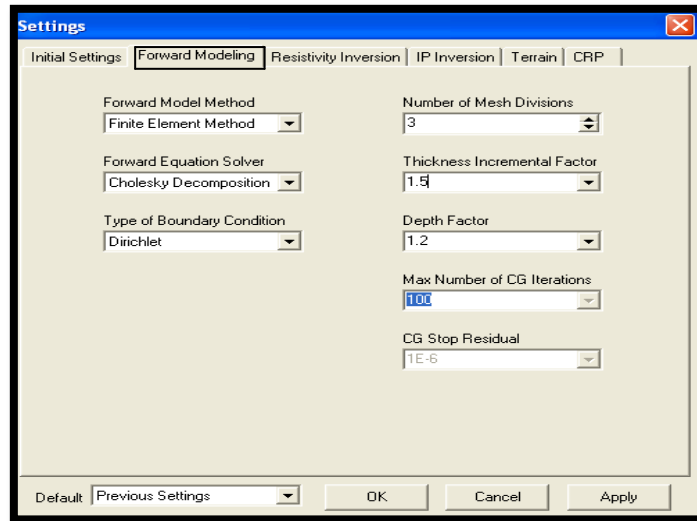 Settings
Initial Settings Forward Modeling Resistivity Inversion IP Inversion Terrain CRP
Forward Model Method
Finite Element Method
Forward Equation Solver
Cholesky Decomposition
Type of Boundary Condition
Dirichlet
Number of Mesh Divisions
3
Thickness Incremental Factor
1.5
Depth Factor
1.2
Max Number of CG Iterations
100
CG Stop Residual
1E-6
Default Previous Settings OK Cancel Apply